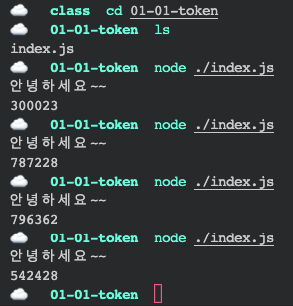 class cd 01-01-token
01-01-token ls
index.js
01-01-token node ./index.js
안녕하세요~~
300023
01-01-token node ./index.js
안녕하세요~~
787228
01-01-token node ./index.js
안녕하세요~~
796362
01-01-token node ./index.js
안녕하세요~~
542428
01-01-token